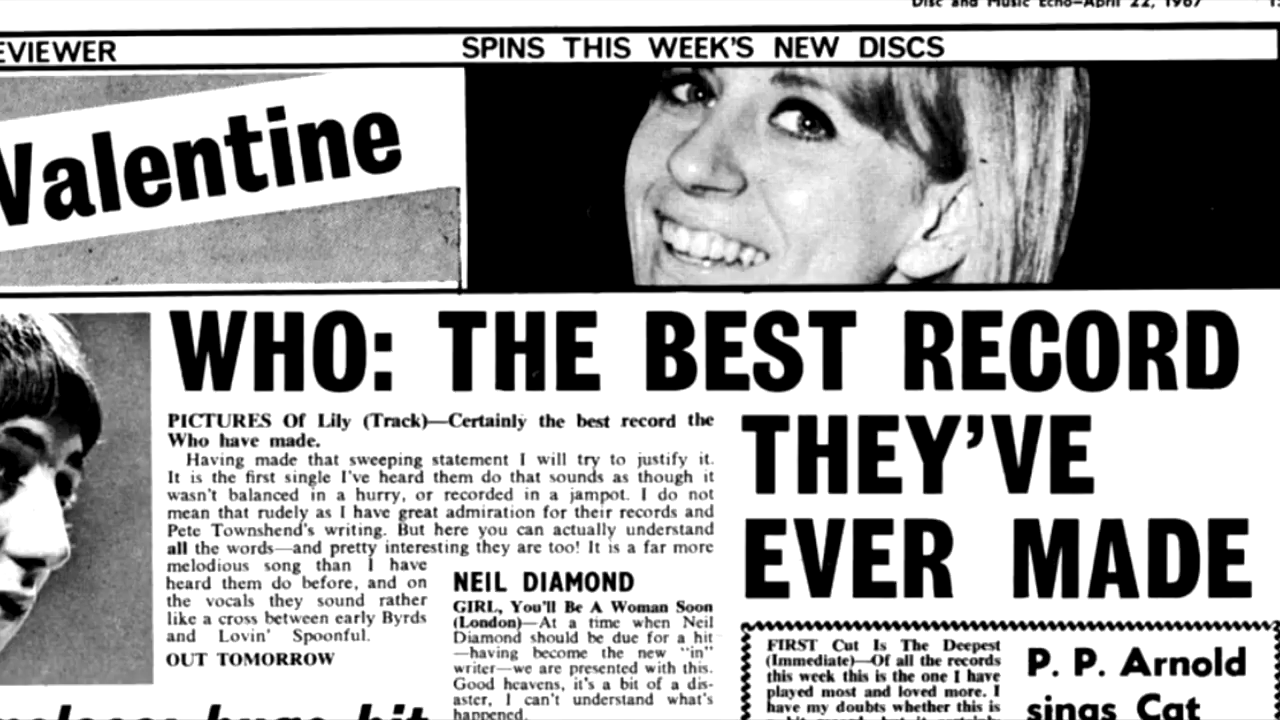 Disc and Music Echo—April 22, 1967
EVIEWER
SPINS THIS WEEK'S NEW DISCS
Valentine
WHO: THE BEST RECORD
THEY'VE
EVER MADE
PICTURES Of Lily (Track)—Certainly the best record the
Who have made.
Having made that sweeping statement I will try to justify it.
It is the first single I've heard them do that sounds as though it
wasn't balanced in a hurry, or recorded in a jampot. I do not
mean that rudely as I have great admiration for their records and
Pete Townshend's writing. But here you can actually understand
all the words—and pretty interesting they are too! It is a far more
melodious song than I have
heard them do before, and on
the vocals they sound rather
like a cross between early Byrds
and Lovin' Spoonful.
OUT TOMORROW
NEIL DIAMOND
GIRL, You'll Be A Woman Soon
(London)—At a time when Neil
Diamond should be due for a hit
—having become the new "in"
writer—we are presented with this.
Good heavens, it's a bit of a dis-
aster, I can't understand what's
happened.
FIRST Cut Is The Deepest
(Immediate)—Of all the records
this week this is the one I have
played most and loved more. I
have my doubts whether this is
P. P. Arnold
sings Cat
huge hit